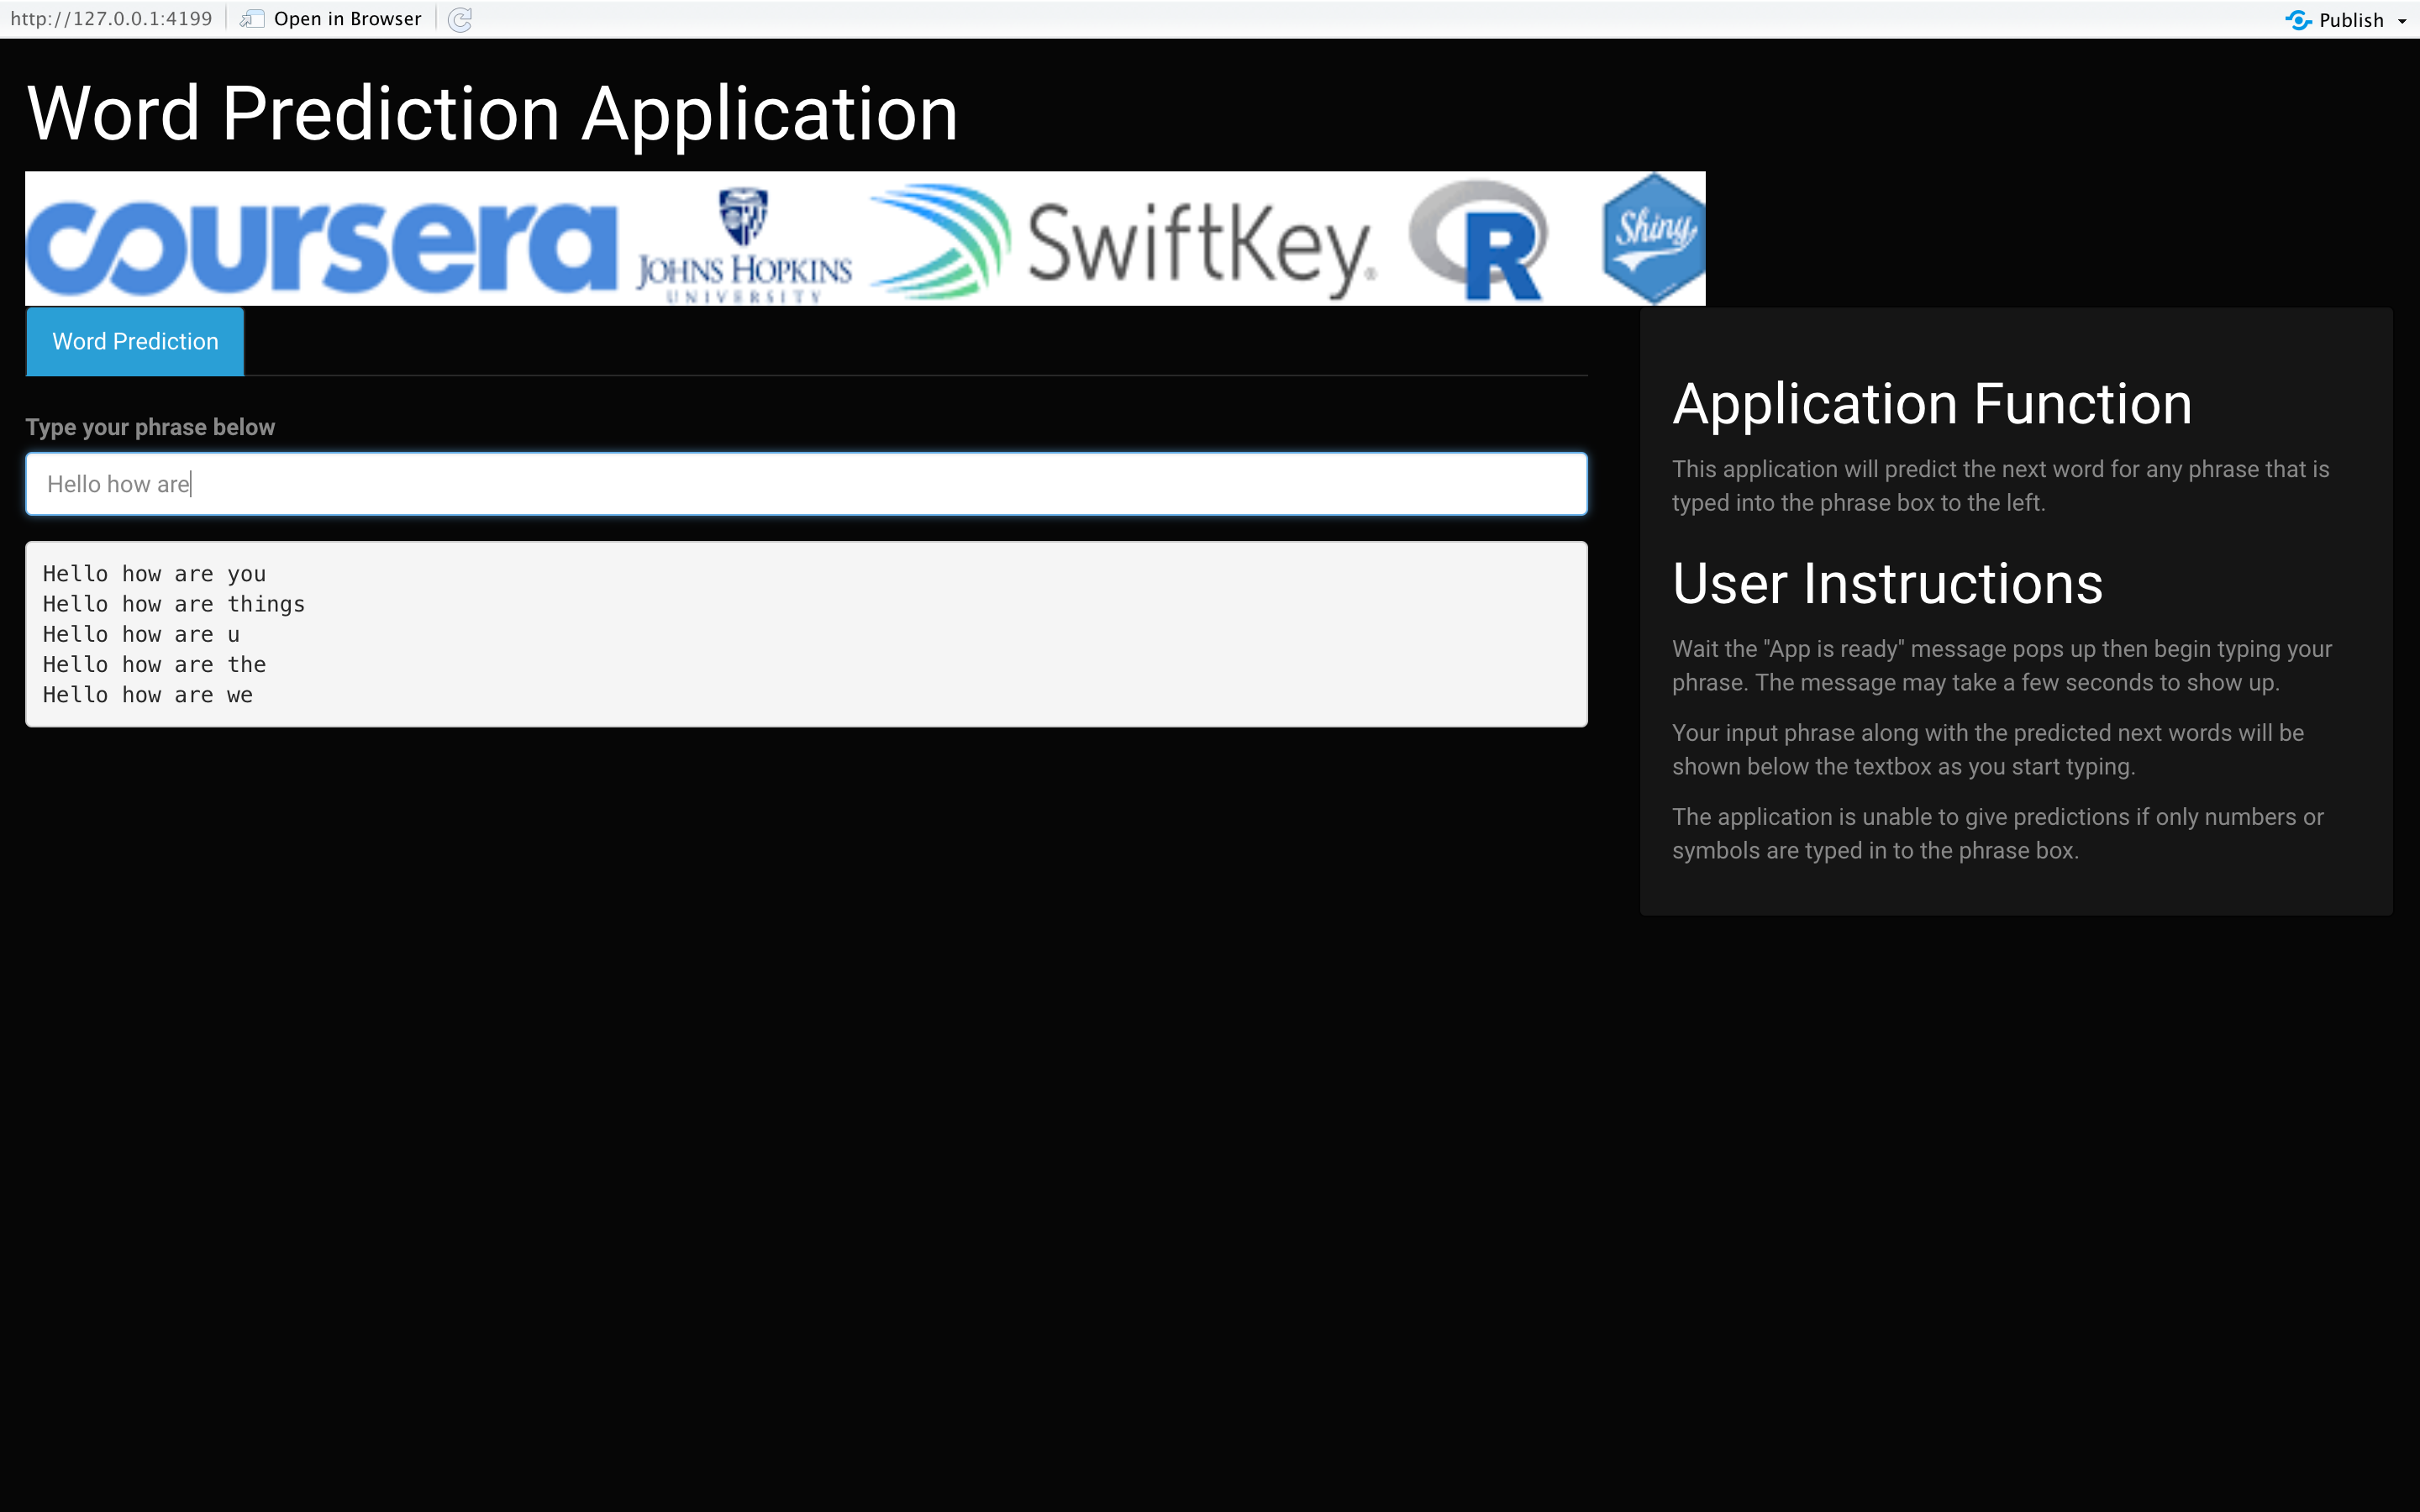 http://127.0.0.1:4199 Open in Browser Publish
Word Prediction Application
coursera JOHNS HOPKINS UNIVERSITY SwiftKey® R Shiny
Word Prediction
Type your phrase below
Hello how are
Hello how are you
Hello how are things
Hello how are u
Hello how are the
Hello how are we
Application Function
This application will predict the next word for any phrase that is
typed into the phrase box to the left.
User Instructions
Wait the "App is ready" message pops up then begin typing your
phrase. The message may take a few seconds to show up.
Your input phrase along with the predicted next words will be
shown below the textbox as you start typing.
The application is unable to give predictions if only numbers or
symbols are typed in to the phrase box.